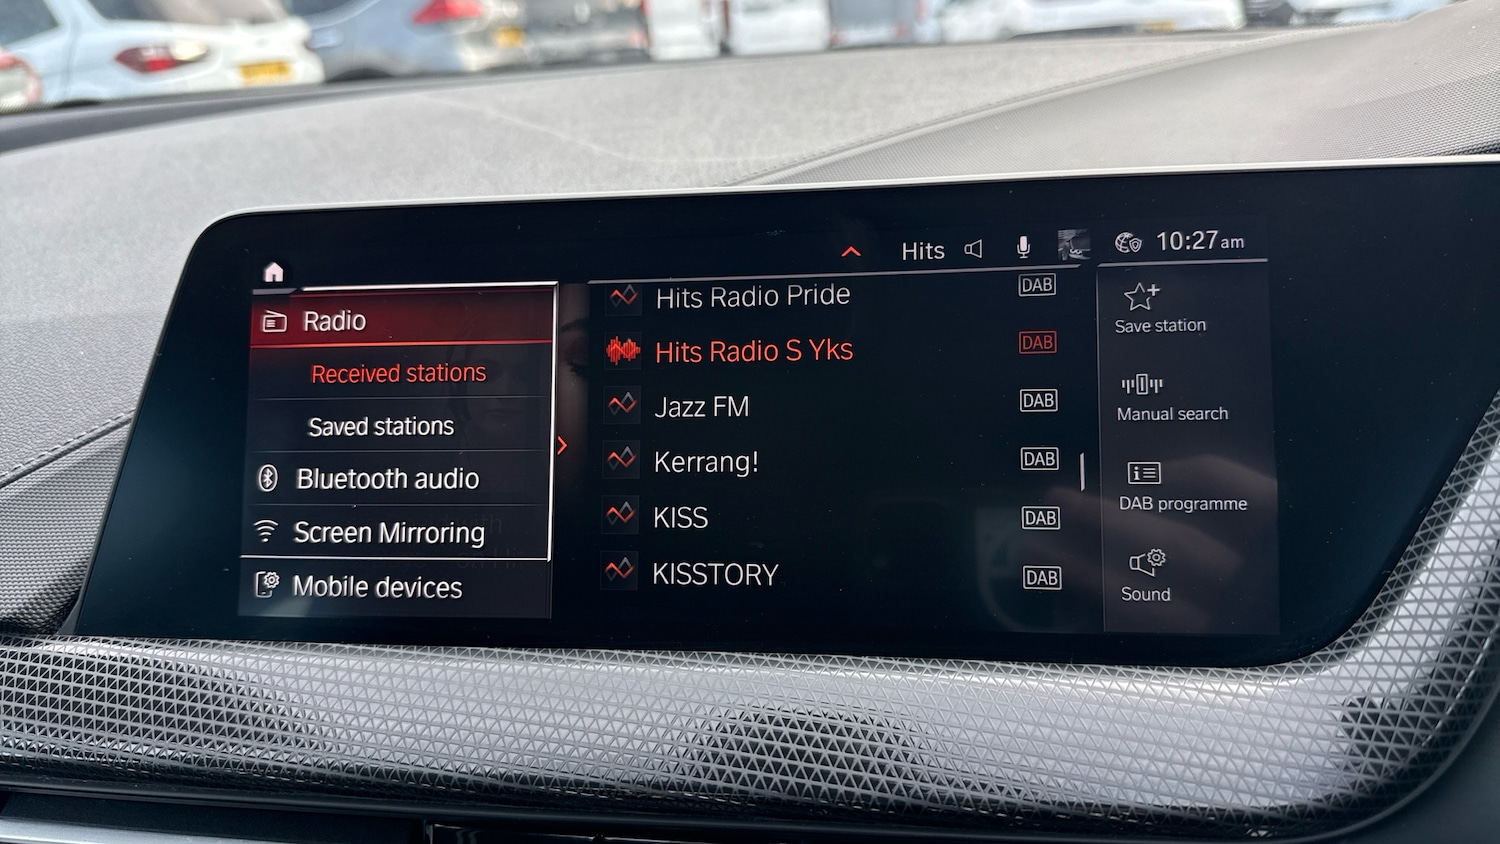 Hits
10:27am
Radio
Received stations
Saved stations
Bluetooth audio
Screen Mirroring
Mobile devices
Hits Radio Pride DAB
Hits Radio S Yks DAB
Jazz FM DAB
Kerrang! DAB
KISS DAB
KISSTORY DAB
Save station
Manual search
DAB programme
Sound